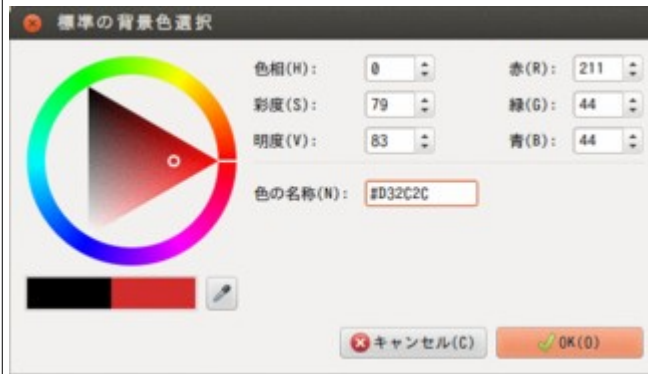 標準の背景色選択
色相(H): 0 赤(R): 211
彩度(S): 79 緑(G): 44
明度(V): 83 青(B): 44
色の名称(N): #D32C2C
キャンセル(C) OK(O)